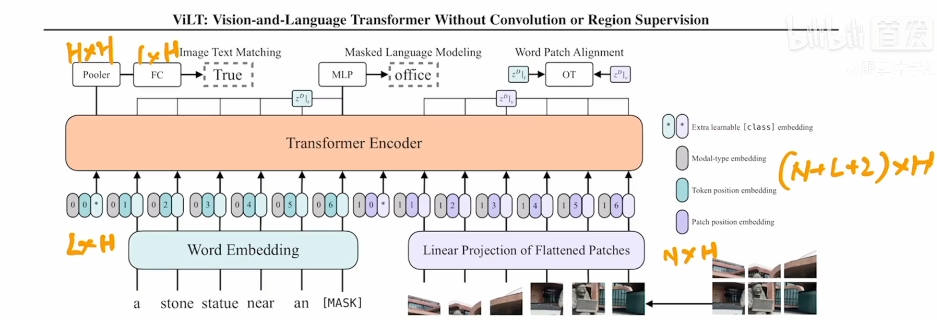 ViLT: Vision-and-Language Transformer Without Convolution or Region Supervision
bilibili 首发
H×H
1×H
Image Text Matching
Masked Language Modeling
Word Patch Alignment
Pooler
FC
True
MLP
office
z^D|_t
OT
z^D|_v
z^D|_t
z^D|_v
Transformer Encoder
* * Extra learnable [class] embedding
Modal-type embedding
Token position embedding
Patch position embedding
(N+L+2)×H
0 0 * 0 1 0 2 0 3 0 4 0 5 0 6 1 0 * 1 1 1 2 1 3 1 4 1 5 1 6
L×H
Word Embedding
Linear Projection of Flattened Patches
N×H
a stone statue near an [MASK]